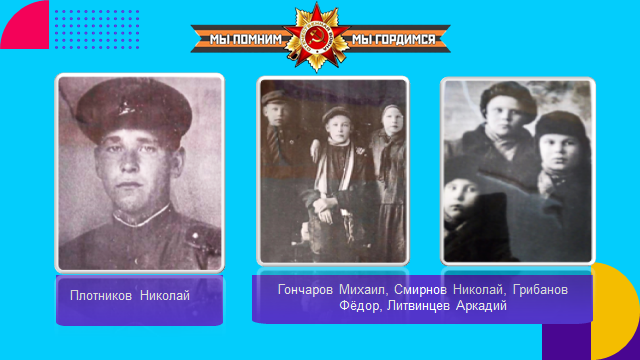 МЫ ПОМНИМ МЫ ГОРДИМСЯ
Плотников Николай
Гончаров Михаил, Смирнов Николай, Грибанов
Фёдор, Литвинцев Аркадий